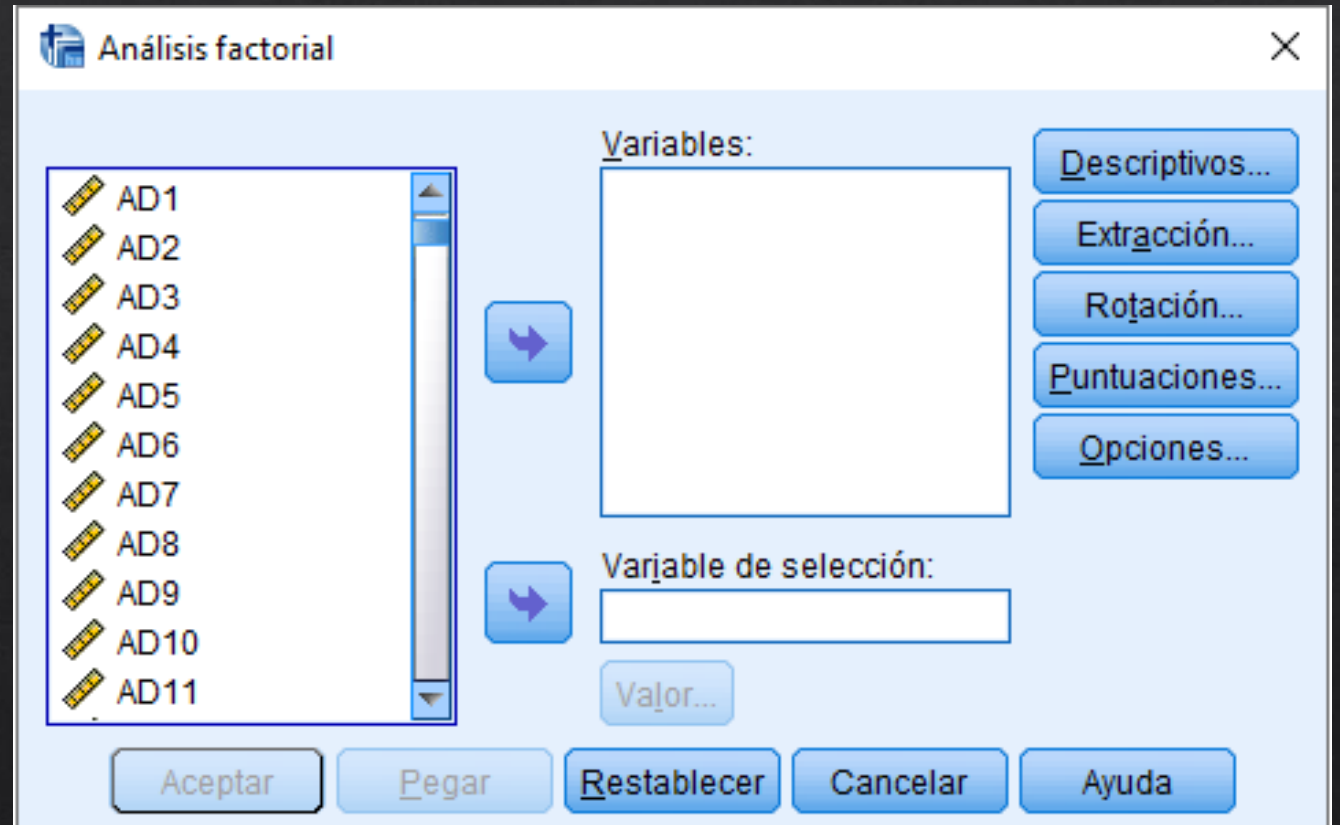 Análisis factorial
Variables:
AD1
AD2
AD3
AD4
AD5
AD6
AD7
AD8
AD9
AD10
AD11
Descriptivos...
Extracción...
Rotación...
Puntuaciones...
Opciones...
Variable de selección:
Valor...
Aceptar Pegar Restablecer Cancelar Ayuda